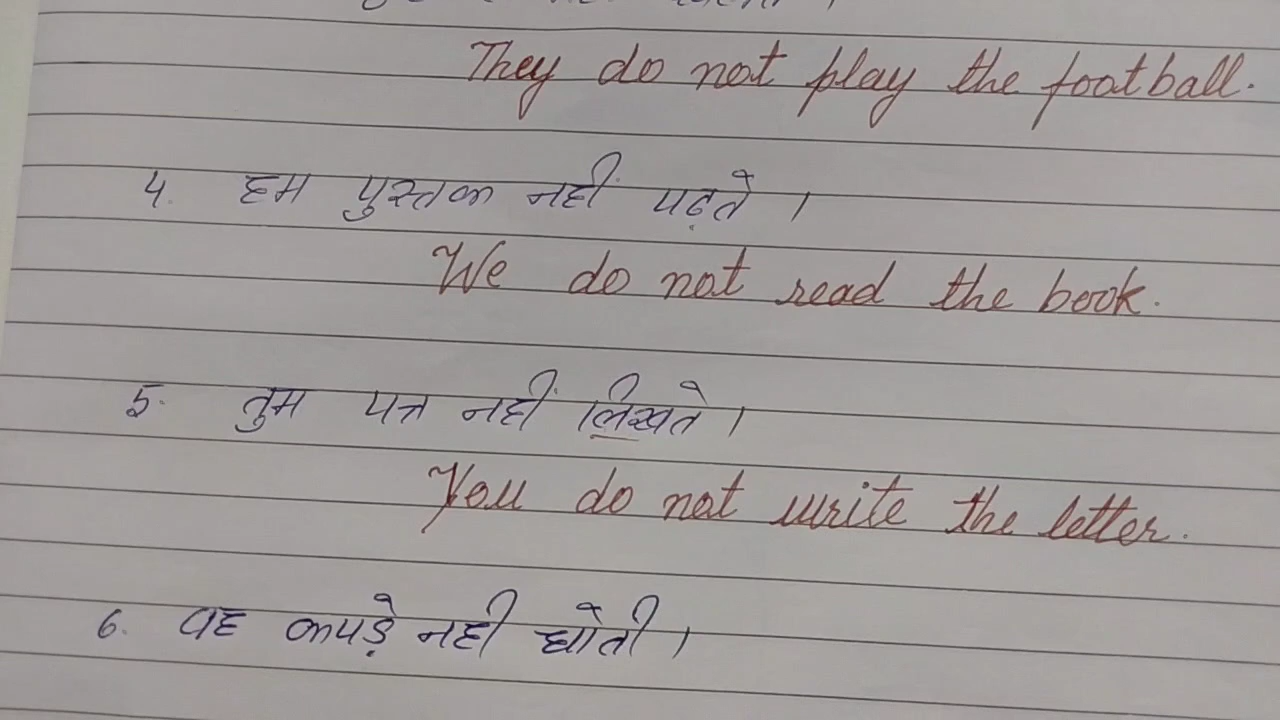 They do not play the football.
4. हम पुस्तक नहीं पढ़ते ।
We do not read the book.
5. तुम पत्र नहीं लिखते ।
You do not write the letter.
6. वह कपड़े नही धोती ।